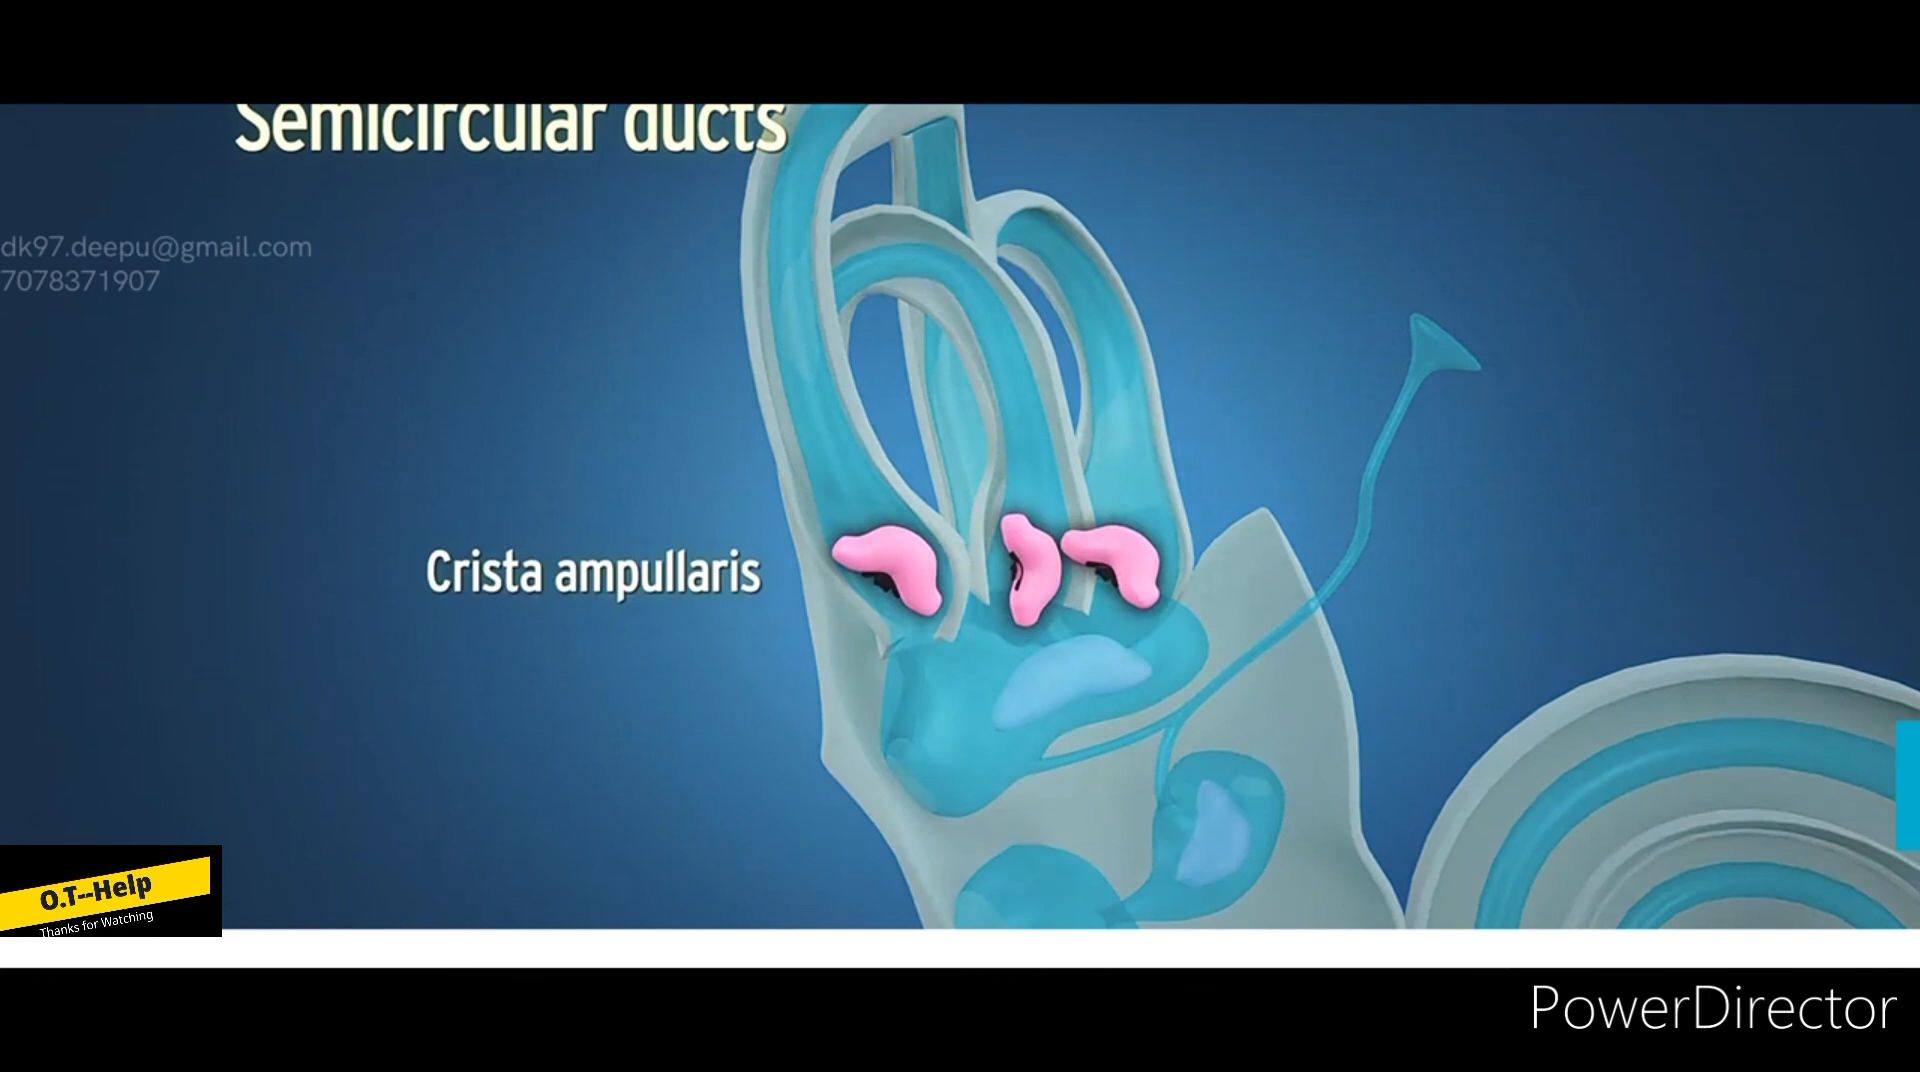 Semicircular ducts
dk97.deepu@gmail.com
7078371907
Crista ampullaris
O.T--Help
Thanks for Watching
PowerDirector